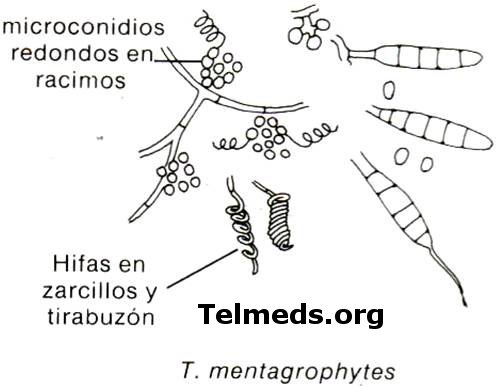 microconidios
redondos en
racimos
Hifas en
zarcillos y
tirabuzón
Telmeds.org
T. mentagrophytes